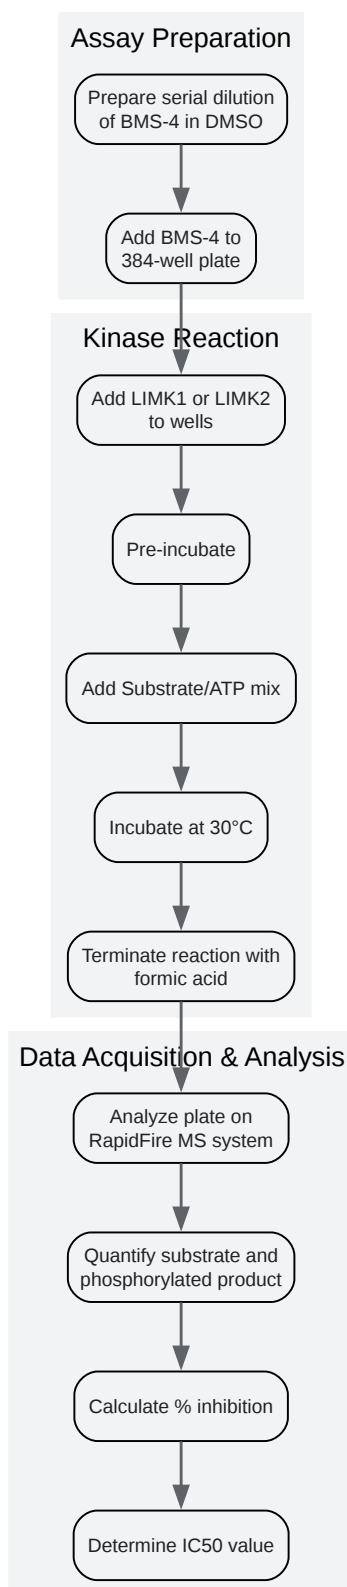 Assay Preparation
Prepare serial dilution
of BMS-4 in DMSO
Add BMS-4 to
384-well plate
Kinase Reaction
Add LIMK1 or LIMK2
to wells
Pre-incubate
Add Substrate/ATP mix
Incubate at 30°C
Terminate reaction with
formic acid
Data Acquisition & Analysis
Analyze plate on
RapidFire MS system
Quantify substrate and
phosphorylated product
Calculate % inhibition
Determine IC50 value